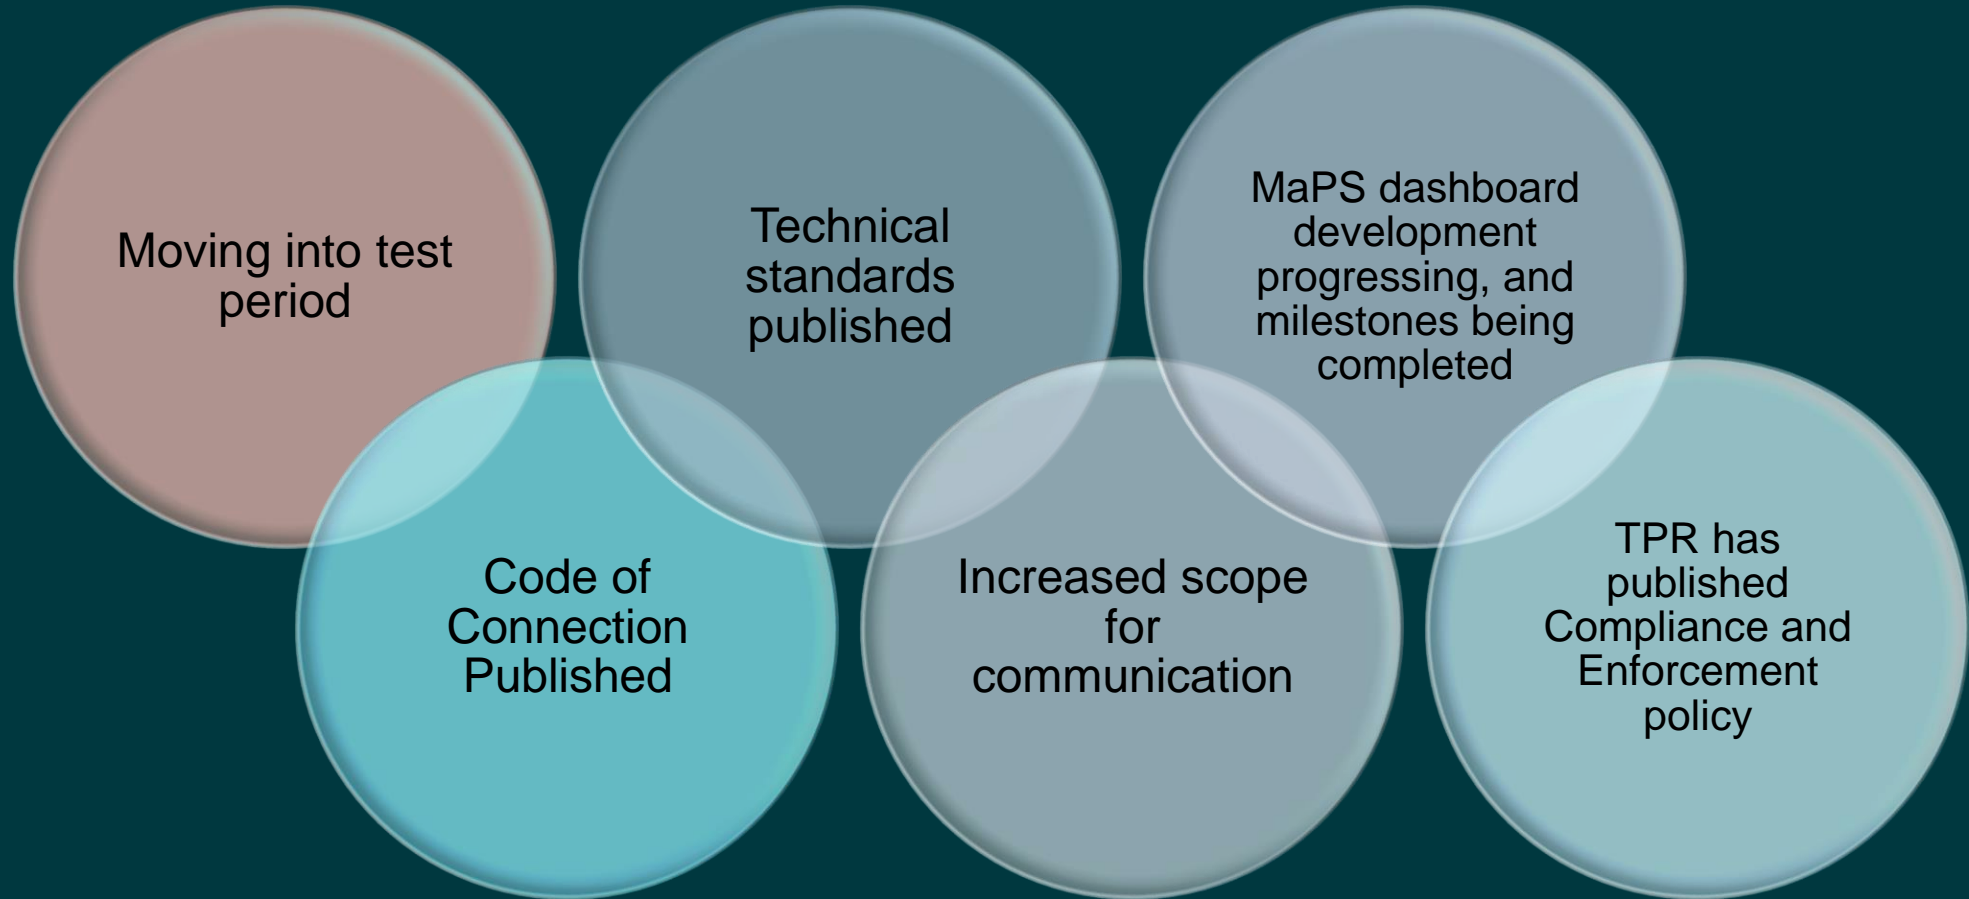 Moving into test
period
Technical
standards
published
MaPS dashboard
development
progressing, and
milestones being
completed
Code of
Connection
Published
Increased scope
for
communication
TPR has
published
Compliance and
Enforcement
policy